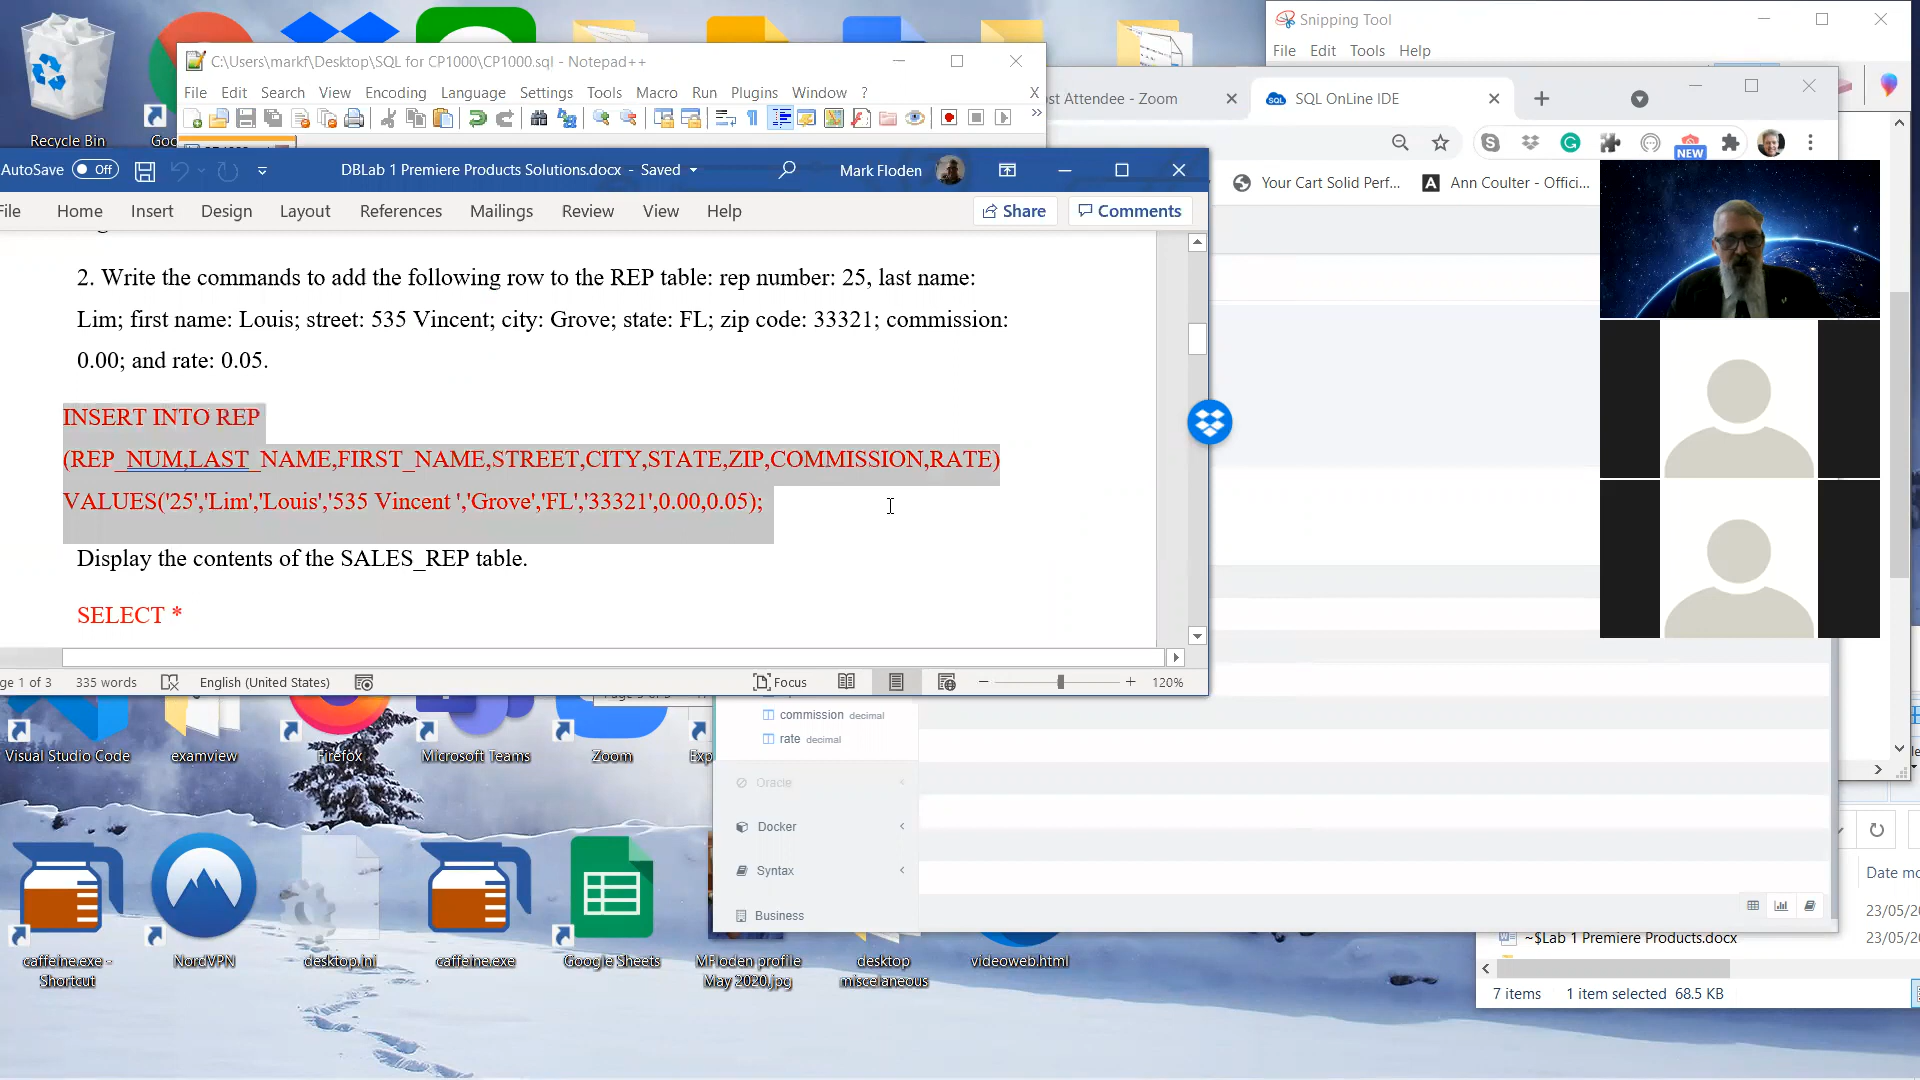 Snipping Tool
File Edit Tools Help
C:\Users\markf\Desktop\SQL for CP1000\CP1000.sql - Notepad++
File Edit Search View Encoding Language Settings Tools Macro Run Plugins Window ? X
Attendee - Zoom
SQL OnLine IDE
NEW
Your Cart Solid Perf... Ann Coulter - Offici...
Recycle Bin
AutoSave Off DBLab 1 Premiere Products Solutions.docx - Saved Mark Floden
Home Insert Design Layout References Mailings Review View Help Share Comments
2. Write the commands to add the following row to the REP table: rep number: 25, last name:
Lim; first name: Louis; street: 535 Vincent; city: Grove; state: FL; zip code: 33321; commission:
0.00; and rate: 0.05.
INSERT INTO REP
(REP_NUM,LAST_NAME,FIRST_NAME,STREET,CITY,STATE,ZIP,COMMISSION,RATE)
VALUES('25','Lim','Louis','535 Vincent ','Grove','FL','33321',0.00,0.05);
Display the contents of the SALES_REP table.
SELECT *
1 of 3 335 words English (United States) Focus 120%
commission decimal
rate decimal
Oracle
Docker
Syntax
Business
Visual Studio Code
examview
Firefox
Microsoft Teams
Zoom
caffeine.exe - Shortcut
NordVPN
desktop.ini
caffeine.exe
Google Sheets
MFloden profile May 2020.jpg
desktop miscelaneous
videoweb.html
Date
23/05/
~$Lab 1 Premiere Products.docx
23/05/
7 items 1 item selected 68.5 KB